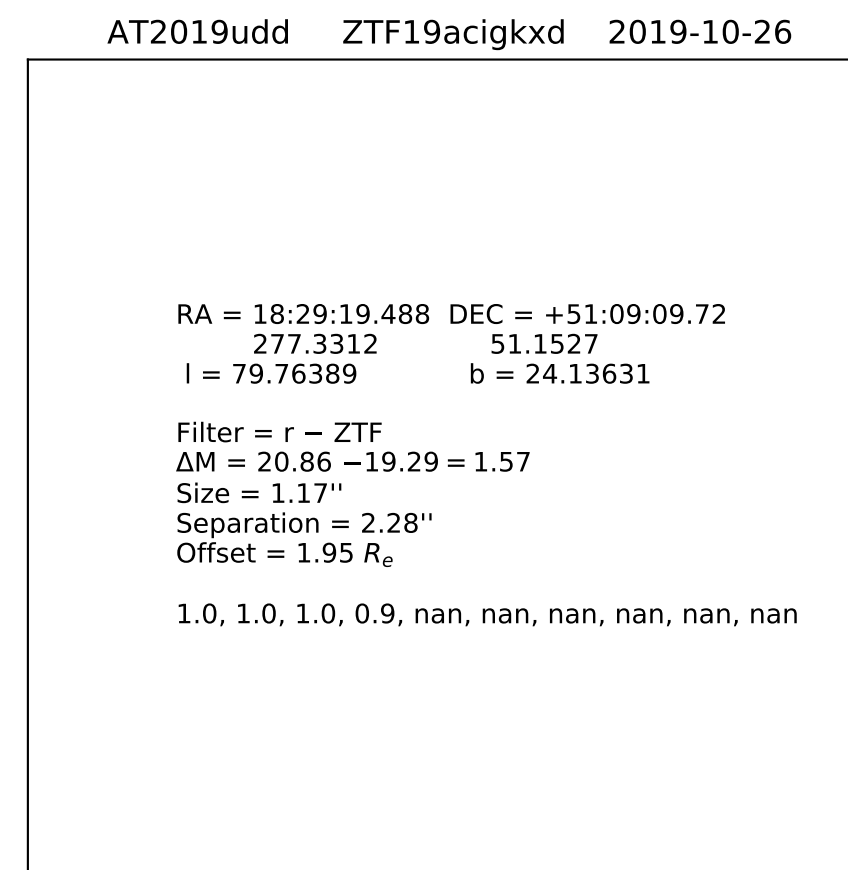 AT2019udd ZTF19acigkxd 2019-10-26
RA = 18:29:19.488 DEC = +51:09:09.72
277.3312 51.1527
l = 79.76389 b = 24.13631
Filter = r − ZTF
ΔM = 20.86 −19.29 = 1.57
Size = 1.17''
Separation = 2.28''
Offset = 1.95 Rₑ
1.0, 1.0, 1.0, 0.9, nan, nan, nan, nan, nan, nan